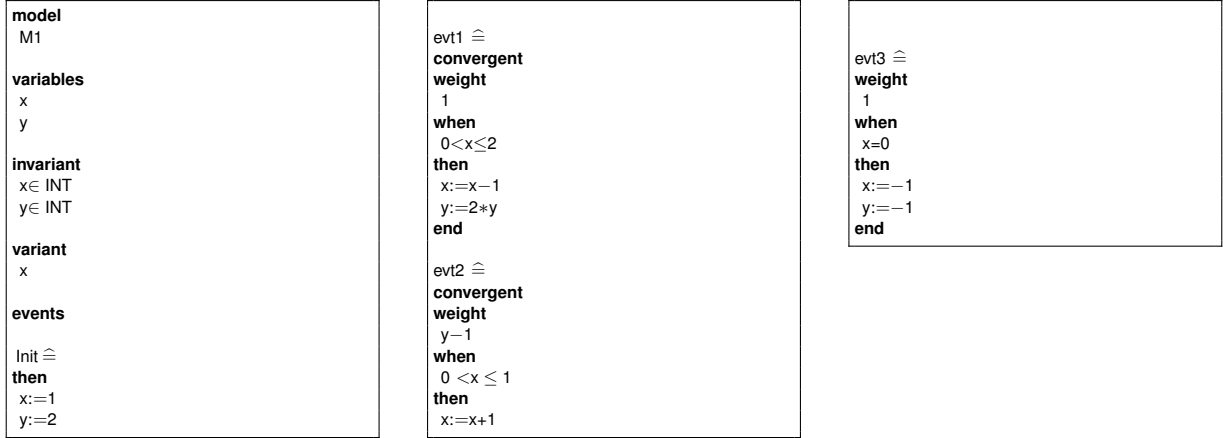 model
M1
variables
x
y
invariant
x∈ INT
y∈ INT
variant
x
events
Init ≙
then
x:=1
y:=2
evt1 ≙
convergent
weight
1
when
0<x≤2
then
x:=x−1
y:=2∗y
end
evt2 ≙
convergent
weight
y−1
when
0 <x ≤ 1
then
x:=x+1
evt3 ≙
weight
1
when
x=0
then
x:=−1
y:=−1
end